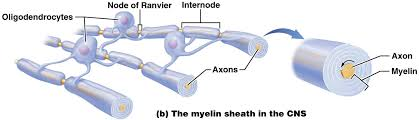 Node of Ranvier
Internode
Oligodendrocytes
Axons
Axon
Myelin
(b) The myelin sheath in the CNS